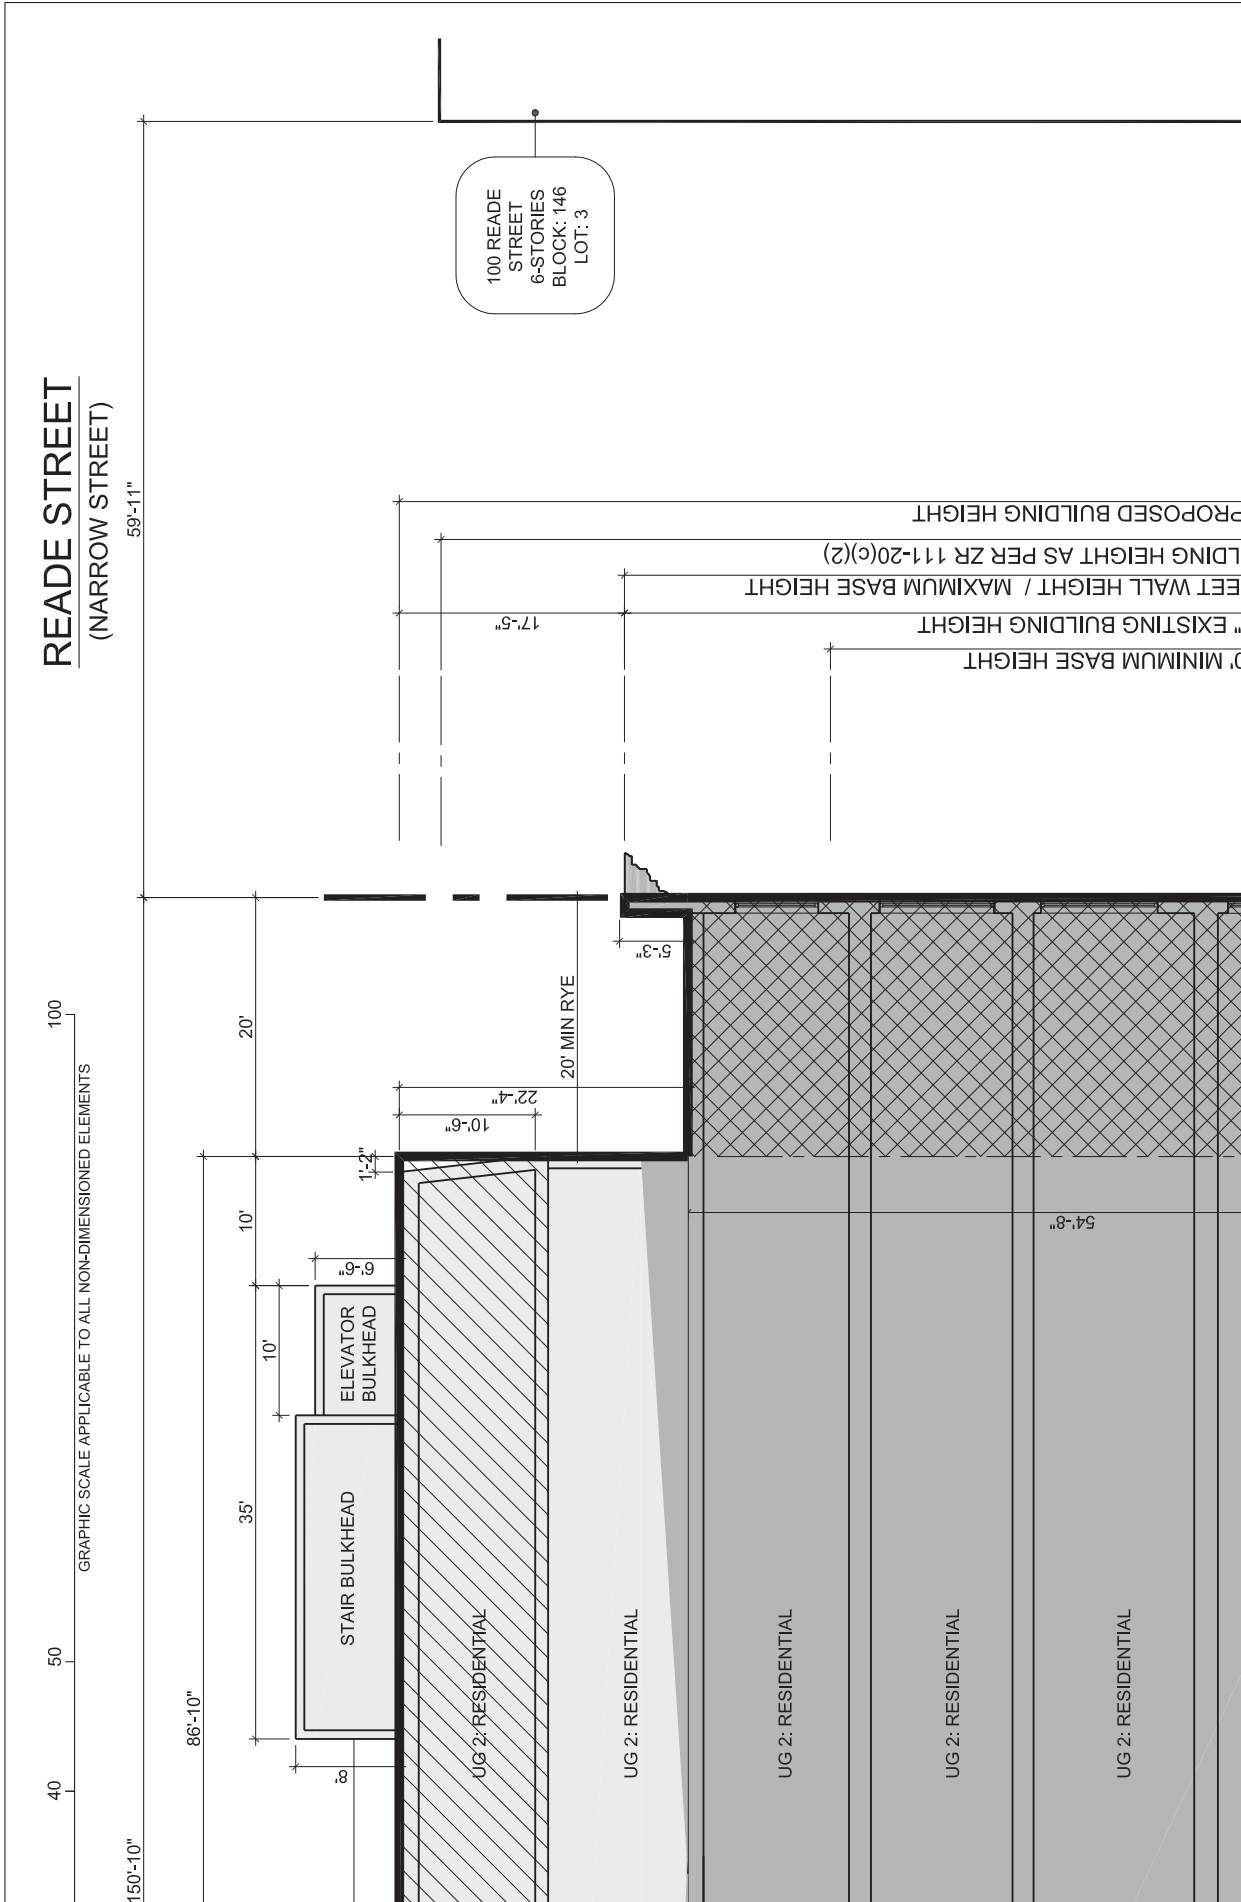 READE STREET
(NARROW STREET)
59'-11"
100 READE
STREET
6-STORIES
BLOCK: 146
LOT: 3
PROPOSED BUILDING HEIGHT
LDING HEIGHT AS PER ZR 111-20(c)(2)
EET WALL HEIGHT / MAXIMUM BASE HEIGHT
" EXISTING BUILDING HEIGHT
0' MINIMUM BASE HEIGHT
17'-5"
100
50
40
GRAPHIC SCALE APPLICABLE TO ALL NON-DIMENSIONED ELEMENTS
20'
20' MIN RYE
5'-3"
22'-4"
10'-6"
1'-2"
10'
6'-6"
10'
ELEVATOR
BULKHEAD
35'
STAIR BULKHEAD
8'
86'-10"
150'-10"
54'-8"
UG 2: RESIDENTIAL
UG 2: RESIDENTIAL
UG 2: RESIDENTIAL
UG 2: RESIDENTIAL
UG 2: RESIDENTIAL